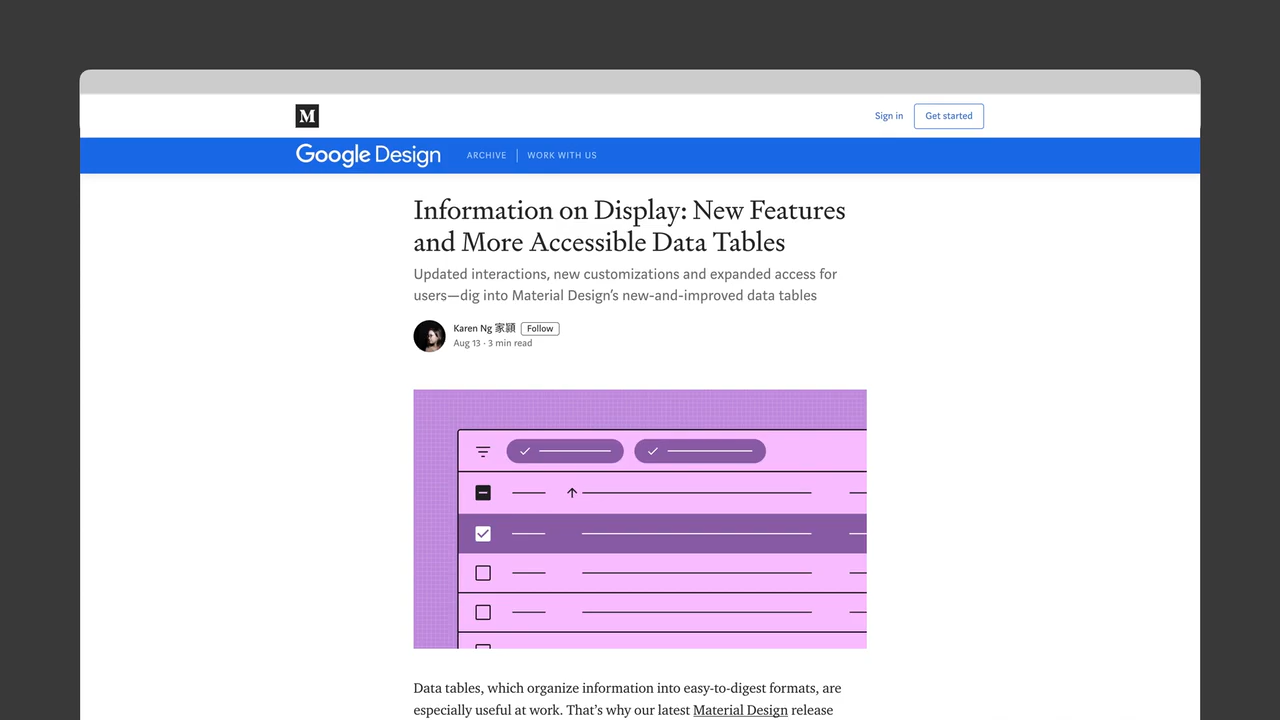 M
Sign in
Get started
Google Design
ARCHIVE
WORK WITH US
Information on Display: New Features
and More Accessible Data Tables
Updated interactions, new customizations and expanded access for
users—dig into Material Design’s new-and-improved data tables
Karen Ng 家穎 Follow
Aug 13 · 3 min read
Data tables, which organize information into easy-to-digest formats, are
especially useful at work. That’s why our latest Material Design release